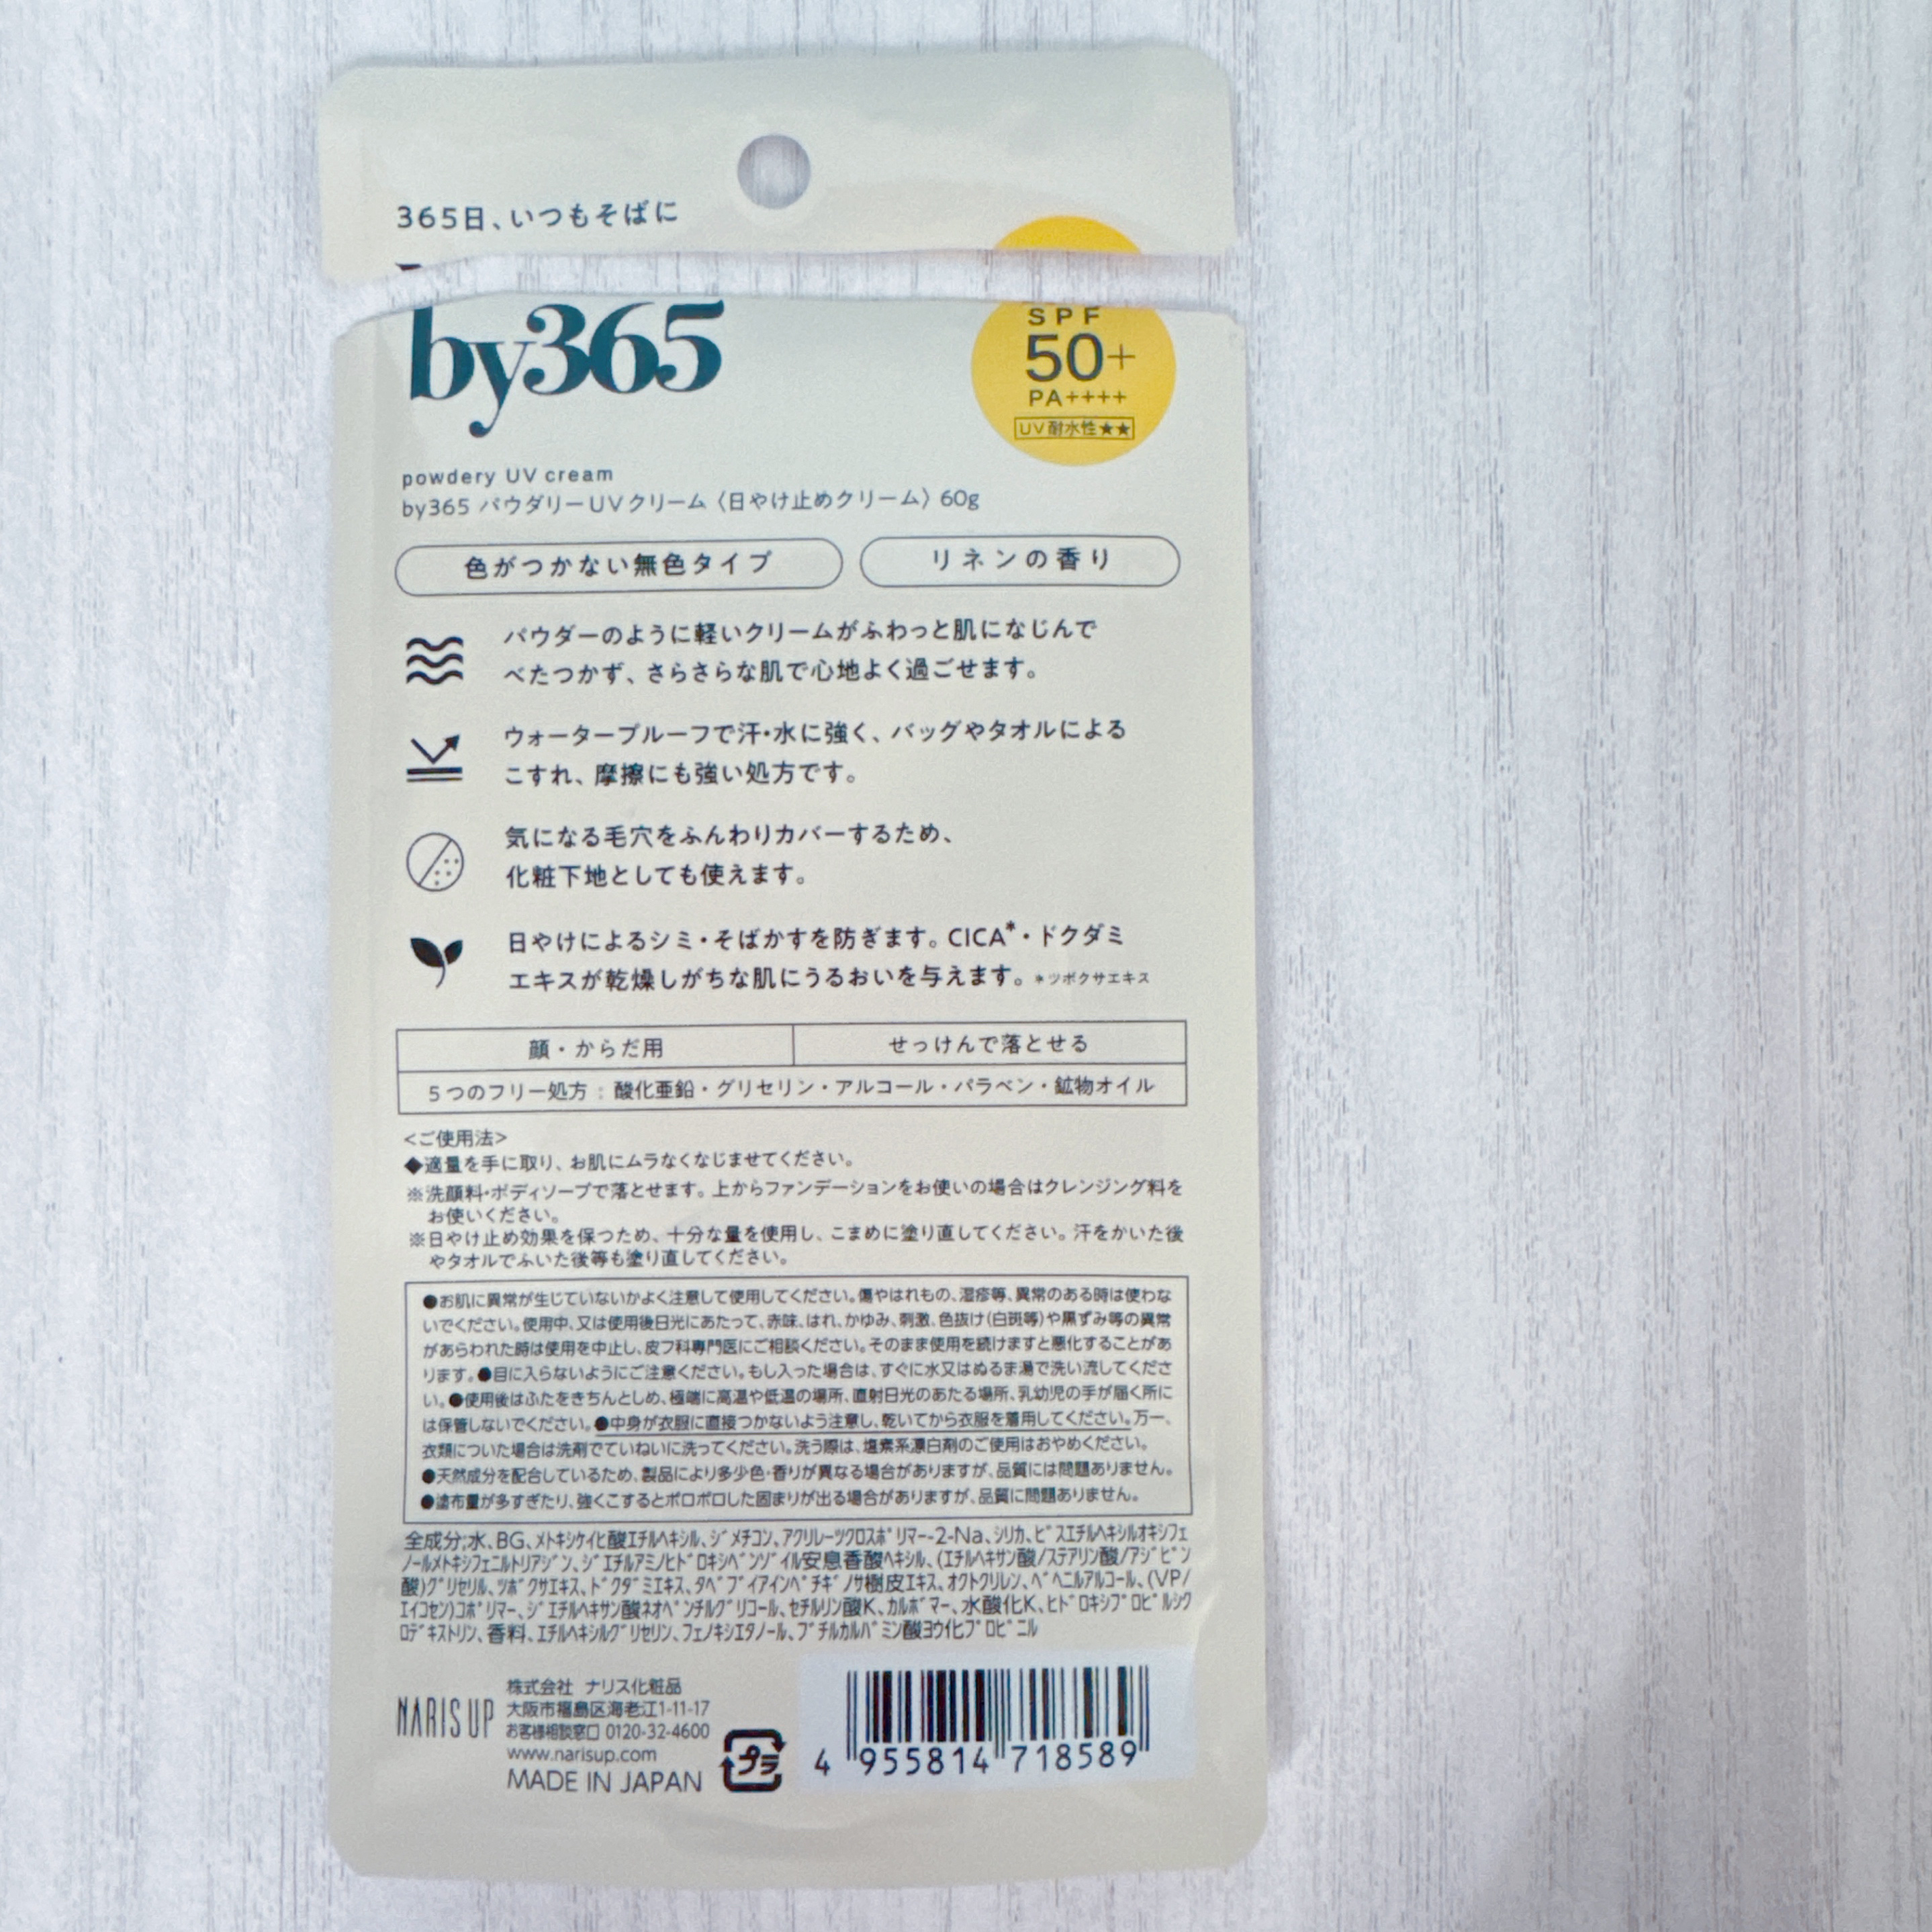 365日、いつもそばに
by365
SPF
50+
PA++++
UV耐水性★★
powdery UV cream
by365 パウダリーUVクリーム〈日やけ止めクリーム〉60g
色がつかない無色タイプ
リネンの香り
パウダーのように軽いクリームがふわっと肌になじんで
べたつかず、さらさらな肌で心地よく過ごせます。
ウォータープルーフで汗・水に強く、バッグやタオルによる
こすれ、摩擦にも強い処方です。
気になる毛穴をふんわりカバーするため、
化粧下地としても使えます。
日やけによるシミ・そばかすを防ぎます。CICA*・ドクダミ
エキスが乾燥しがちな肌にうるおいを与えます。*ツボクサエキス
顔・からだ用
せっけんで落とせる
5つのフリー処方：酸化亜鉛・グリセリン・アルコール・パラベン・鉱物オイル
<ご使用法>
◆適量を手に取り、お肌にムラなくなじませてください。
※洗顔料・ボディソープで落とせます。上からファンデーションをお使いの場合はクレンジング料を
お使いください。
※日やけ止め効果を保つため、十分な量を使用し、こまめに塗り直してください。汗をかいた後
やタオルでふいた後等も塗り直してください。
●お肌に異常が生じていないかよく注意して使用してください。傷やはれもの、湿疹等、異常のある時は使わな
いでください。使用中、又は使用後日光にあたって、赤味、はれ、かゆみ、刺激、色抜け(白斑等)や黒ずみ等の異常
があらわれた時は使用を中止し、皮フ科専門医にご相談ください。そのまま使用を続けますと悪化することがあ
ります。●目に入らないようにご注意ください。もし入った場合は、すぐに水又はぬるま湯で洗い流してくださ
い。●使用後はふたをきちんとしめ、極端に高温や低温の場所、直射日光のあたる場所、乳幼児の手が届く所に
は保管しないでください。●中身が衣服に直接つかないよう注意し、乾いてから衣服を着用してください。万一、
衣類についた場合は洗剤でていねいに洗ってください。洗う際は、塩素系漂白剤のご使用はおやめください。
●天然成分を配合しているため、製品により多少色・香りが異なる場合がありますが、品質には問題ありません。
●塗布量が多すぎたり、強くこするとポロポロした固まりが出る場合がありますが、品質に問題ありません。
全成分:水、BG、ﾒﾄｷｼｹｲﾋ酸ｴﾁﾙﾍｷｼﾙ、ｼﾞﾒﾁｺﾝ、ｱｸﾘﾚｰﾂｸﾛｽﾎﾟﾘﾏｰ-2-Na、ｼﾘｶ、ﾋﾞｽｴﾁﾙﾍｷｼﾙｵｷｼﾌｪ
ﾉｰﾙﾒﾄｷｼﾌｪﾆﾙﾄﾘｱｼﾞﾝ、ｼﾞｴﾁﾙｱﾐﾉﾋﾄﾞﾛｷｼﾍﾞﾝｿﾞｲﾙ安息香酸ﾍｷｼﾙ、(ｴﾁﾙﾍｷｻﾝ酸/ｽﾃｱﾘﾝ酸/ｱｼﾞﾋﾟﾝ
酸)ｸﾞﾘｾﾘﾙ、ﾂﾎﾞｸｻｴｷｽ、ﾄﾞｸﾀﾞﾐｴｷｽ、ﾀﾍﾞﾌﾞｲｱｲﾝﾍﾟﾁｷﾞﾉｻ樹皮ｴｷｽ、ｵｸﾄｸﾘﾚﾝ、ﾍﾞﾍﾆﾙｱﾙｺｰﾙ、(VP/
ｴｲｺｾﾝ)ｺﾎﾟﾘﾏｰ、ｼﾞｴﾁﾙﾍｷｻﾝ酸ﾈｵﾍﾟﾝﾁﾙｸﾞﾘｺｰﾙ、ｾﾁﾙﾘﾝ酸K、ｶﾙﾎﾞﾏｰ、水酸化K、ﾋﾄﾞﾛｷｼﾌﾟﾛﾋﾟﾙｼｸ
ﾛﾃﾞｷｽﾄﾘﾝ、香料、ｴﾁﾙﾍｷｼﾙｸﾞﾘｾﾘﾝ、ﾌｪﾉｷｼｴﾀﾉｰﾙ、ﾌﾞﾁﾙｶﾙﾊﾞﾐﾝ酸ﾖｳ化ﾌﾟﾛﾋﾟﾆﾙ
NARIS UP
株式会社 ナリス化粧品
大阪市福島区海老江1-11-17
お客様相談窓口 0120-32-4600
www.narisup.com
MADE IN JAPAN
プラ
4 955814 718589